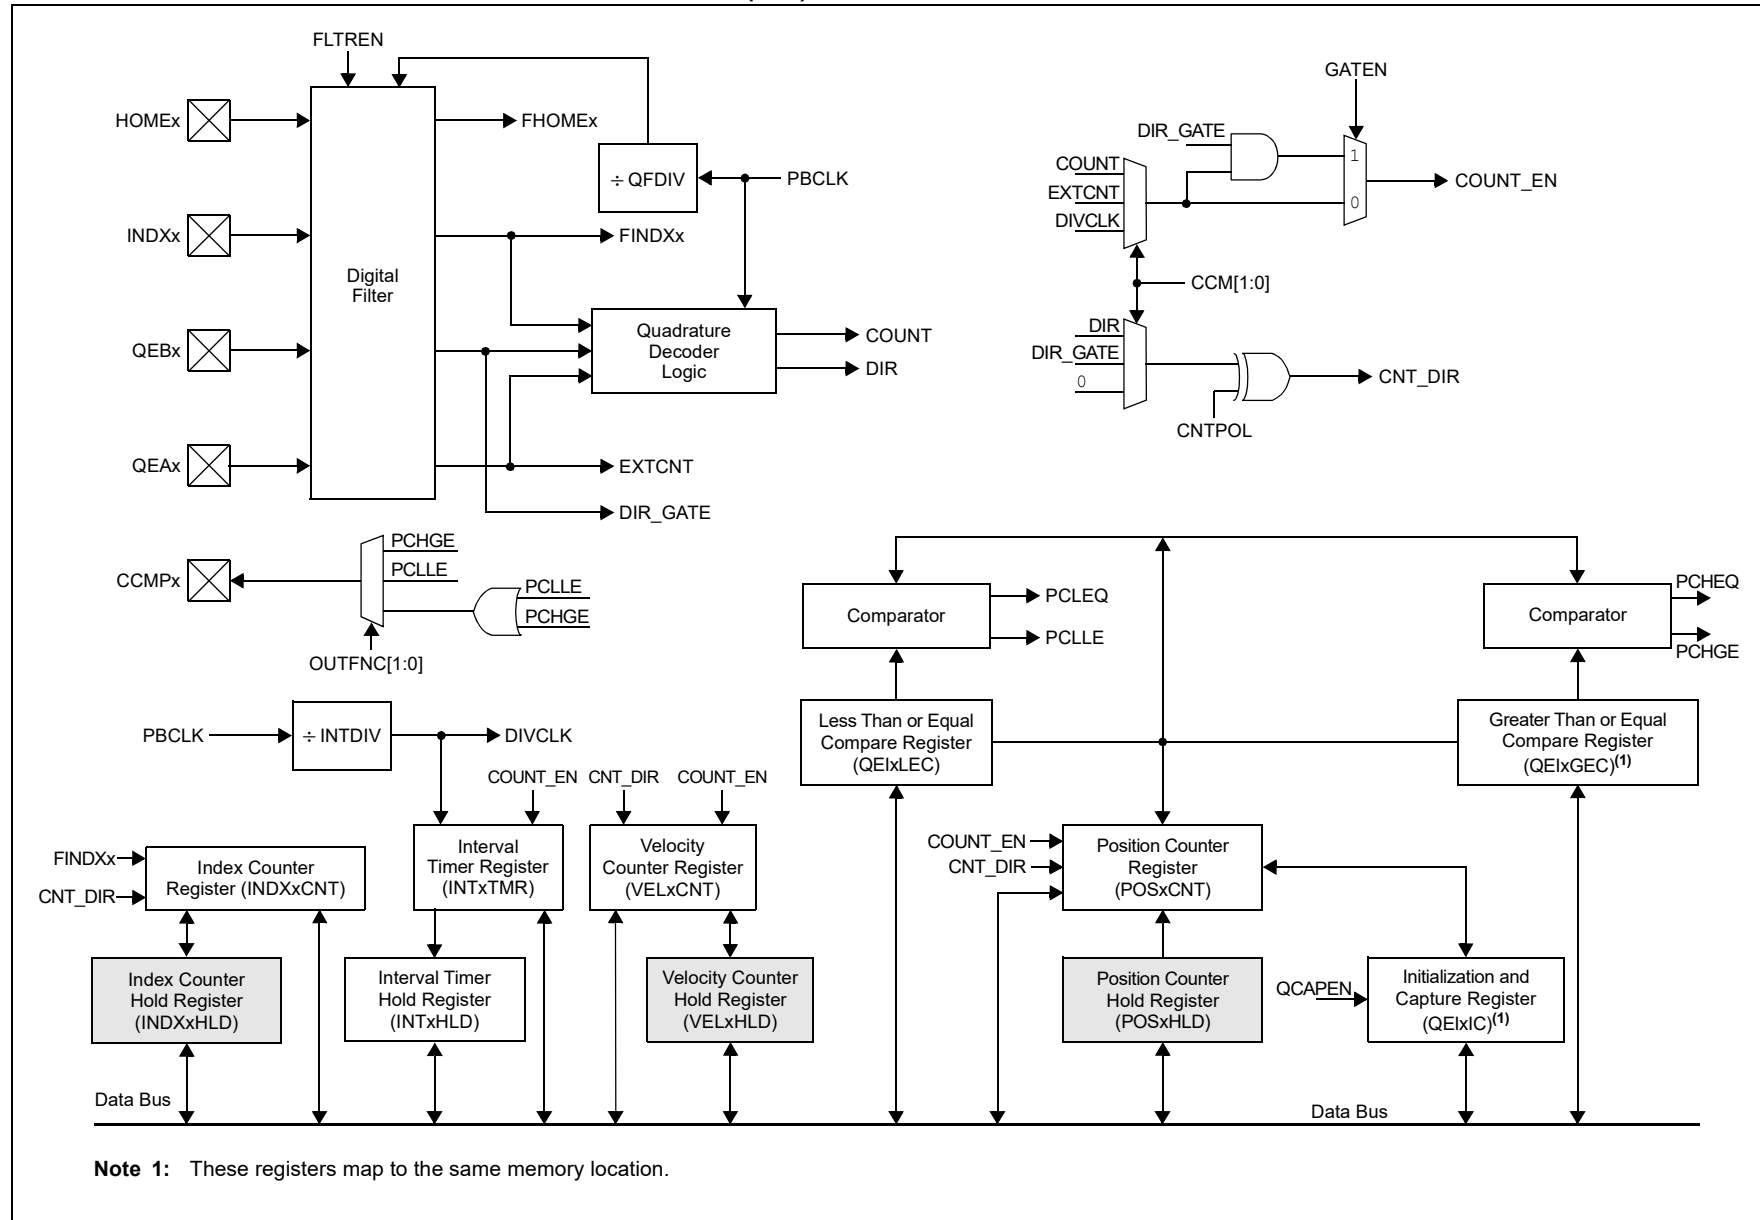 FLTREN
HOMEx
FHOMEx
÷ QFDIV
PBCLK
INDXx
FINDXx
Digital
Filter
QEBx
Quadrature
Decoder
Logic
COUNT
DIR
QEAx
EXTCNT
DIR_GATE
GATEN
DIR_GATE
COUNT
EXTCNT
DIVCLK
1
0
COUNT_EN
CCM[1:0]
DIR
DIR_GATE
0
CNT_DIR
CNTPOL
CCMPx
PCHGE
PCLLE
PCLLE
PCHGE
OUTFNC[1:0]
Comparator
PCLEQ
PCLLE
Comparator
PCHEQ
PCHGE
PBCLK
÷ INTDIV
DIVCLK
Less Than or Equal
Compare Register
(QEIxLEC)
Greater Than or Equal
Compare Register
(QEIxGEC)(1)
COUNT_EN
CNT_DIR
COUNT_EN
FINDXx
CNT_DIR
Index Counter
Register (INDXxCNT)
Interval
Timer Register
(INTxTMR)
Velocity
Counter Register
(VELxCNT)
COUNT_EN
CNT_DIR
Position Counter
Register
(POSxCNT)
Index Counter
Hold Register
(INDXxHLD)
Interval Timer
Hold Register
(INTxHLD)
Velocity Counter
Hold Register
(VELxHLD)
Position Counter
Hold Register
(POSxHLD)
QCAPEN
Initialization and
Capture Register
(QEIxIC)(1)
Data Bus
Data Bus
Note 1: These registers map to the same memory location.